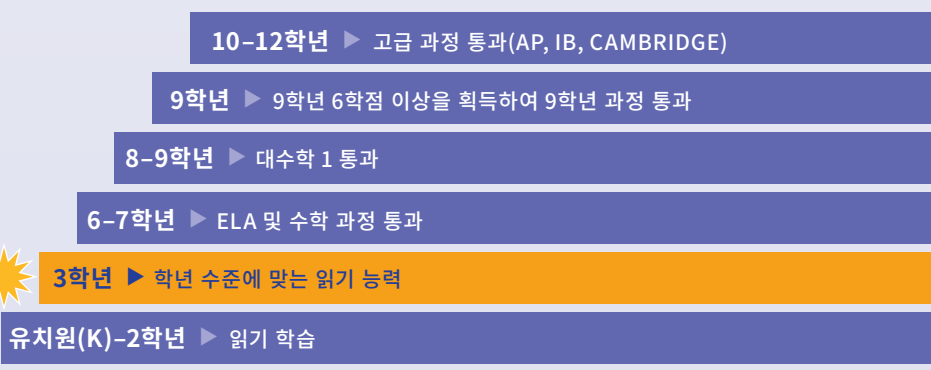 10–12학년 ▶ 고급 과정 통과(AP, IB, CAMBRIDGE)
9학년 ▶ 9학년 6학점 이상을 획득하여 9학년 과정 통과
8–9학년 ▶ 대수학 1 통과
6–7학년 ▶ ELA 및 수학 과정 통과
3학년 ▶ 학년 수준에 맞는 읽기 능력
유치원(K)–2학년 ▶ 읽기 학습